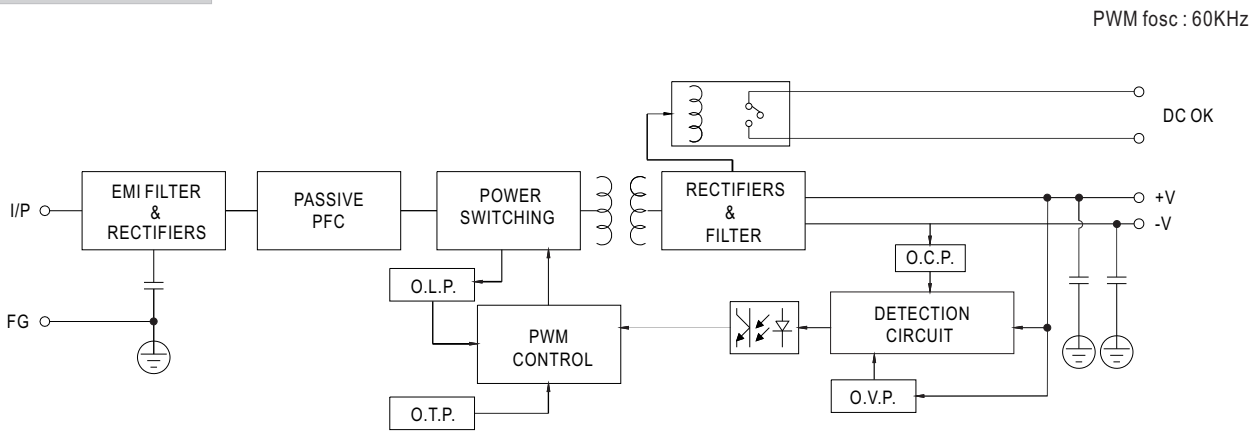 PWM fosc : 60KHz
DC OK
EMI FILTER
&
RECTIFIERS
PASSIVE
PFC
POWER
SWITCHING
RECTIFIERS
&
FILTER
I/P
+V
-V
O.C.P.
O.L.P.
FG
PWM
CONTROL
DETECTION
CIRCUIT
O.V.P.
O.T.P.